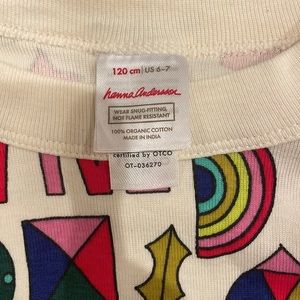 120 cm | US 6-7
hanna Andersson
WEAR SNUG-FITTING,
NOT FLAME RESISTANT
100% ORGANIC COTTON
MADE IN INDIA
certified by OTCO
OT-036270